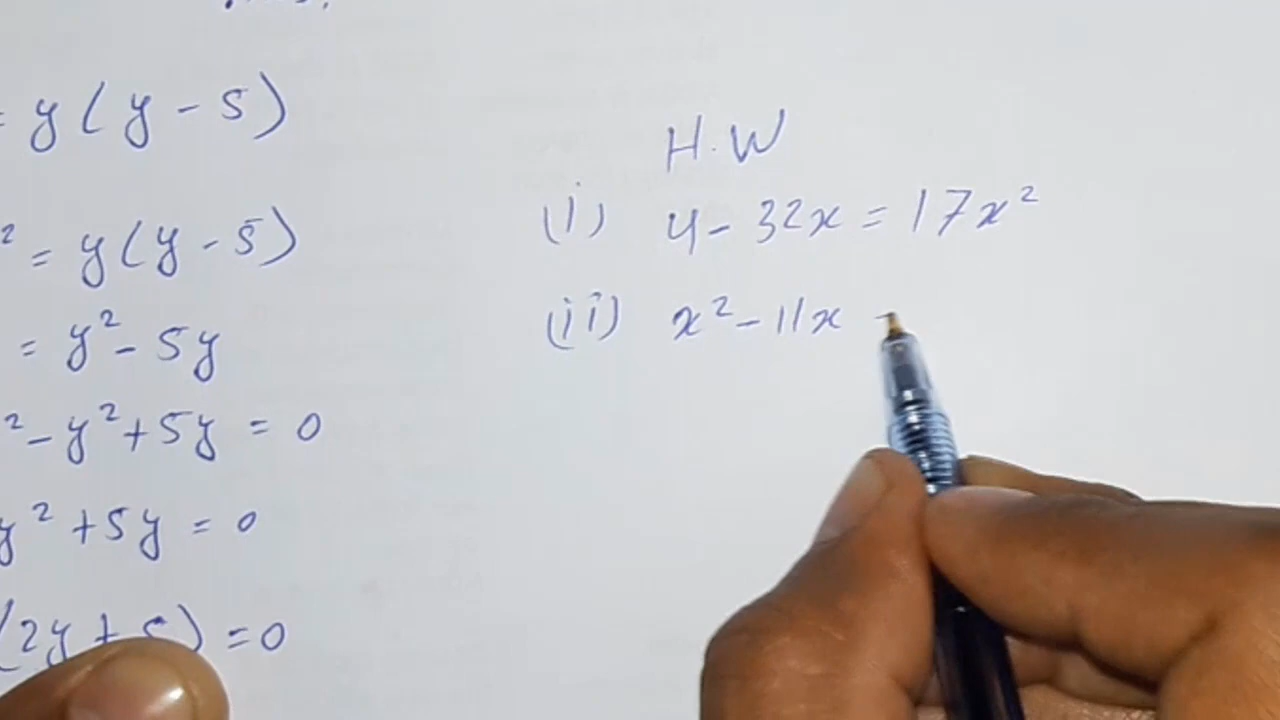 = y(y - 5)
² = y(y - 5)
= y² - 5y
² - y² + 5y = 0
y² + 5y = 0
(2y + 5) = 0
H.W
(i) 4 - 32x = 17x²
(ii) x² - 11x